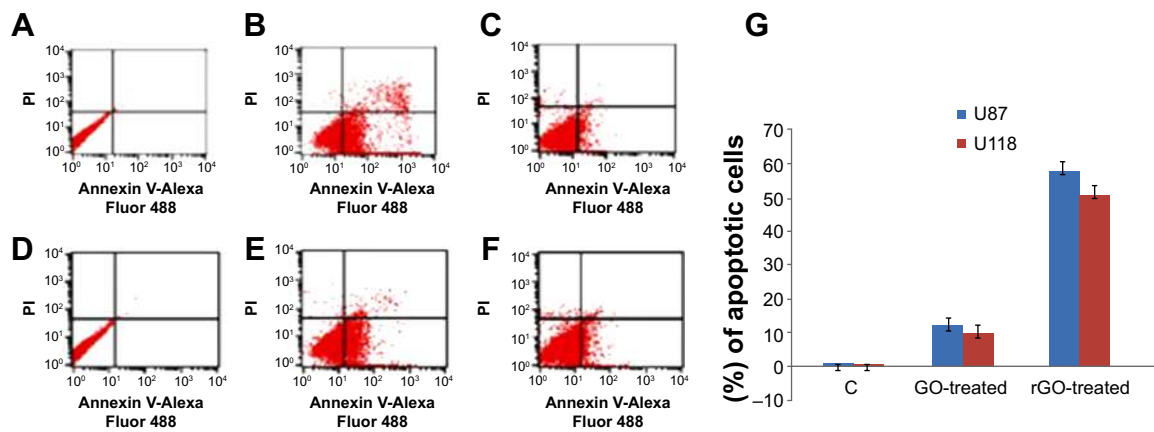 A
10⁴
10³
10²
10¹
10⁰
PI
10⁰ 10¹ 10² 10³ 10⁴
Annexin V-Alexa
Fluor 488
B
10⁴
10³
10²
10¹
10⁰
PI
10⁰ 10¹ 10² 10³ 10⁴
Annexin V-Alexa
Fluor 488
C
10⁴
10³
10²
10¹
10⁰
PI
10⁰ 10¹ 10² 10³ 10⁴
Annexin V-Alexa
Fluor 488
D
10⁴
10³
10²
10¹
10⁰
PI
10⁰ 10¹ 10² 10³ 10⁴
Annexin V-Alexa
Fluor 488
E
10⁴
10³
10²
10¹
10⁰
PI
10⁰ 10¹ 10² 10³ 10⁴
Annexin V-Alexa
Fluor 488
F
10⁴
10³
10²
10¹
10⁰
PI
10⁰ 10¹ 10² 10³ 10⁴
Annexin V-Alexa
Fluor 488
G
U87
U118
(%) of apoptotic cells
70
60
50
40
30
20
10
0
–10
C GO-treated rGO-treated